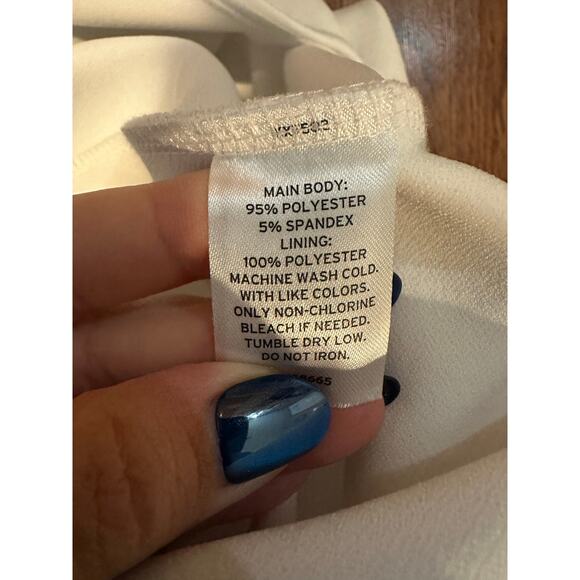 MAIN BODY:
95% POLYESTER
5% SPANDEX
LINING:
100% POLYESTER
MACHINE WASH COLD.
WITH LIKE COLORS.
ONLY NON-CHLORINE
BLEACH IF NEEDED.
TUMBLE DRY LOW.
DO NOT IRON.